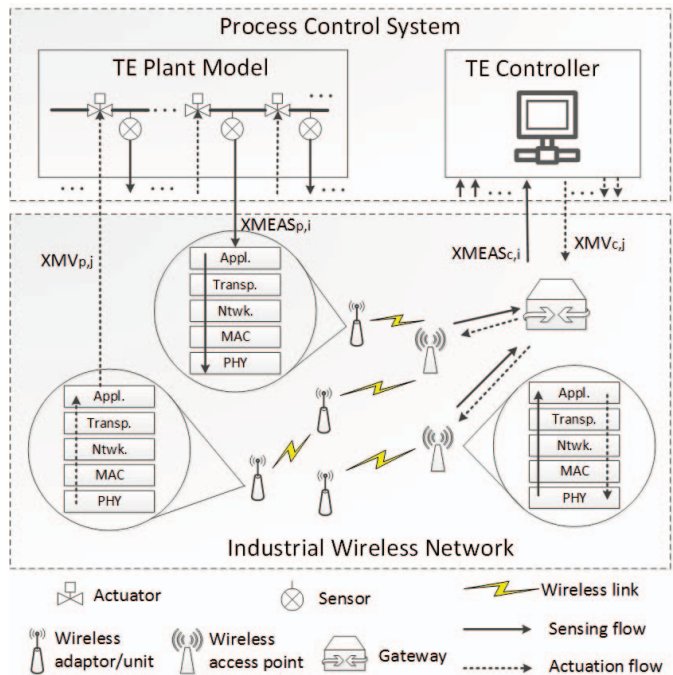 Process Control System
TE Plant Model
TE Controller
XMEASp,i
XMVp,j
XMEASc,i
XMVc,j
Appl.
Transp.
Ntwk.
MAC
PHY
Appl.
Transp.
Ntwk.
MAC
PHY
Appl.
Transp.
Ntwk.
MAC
PHY
Industrial Wireless Network
Actuator
Sensor
Wireless link
Wireless
adaptor/unit
Wireless
access point
Gateway
Sensing flow
Actuation flow